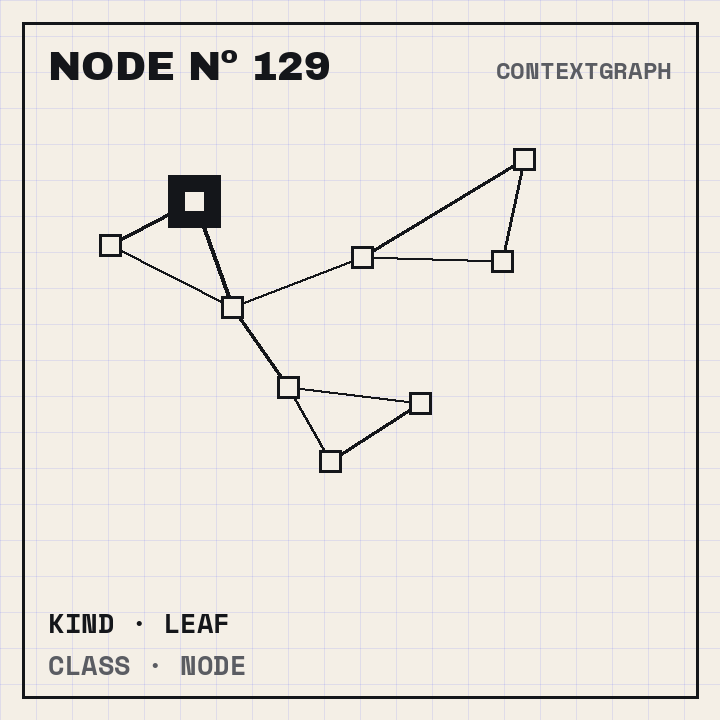 NODE Nº 129
CONTEXTGRAPH
KIND · LEAF
CLASS · NODE